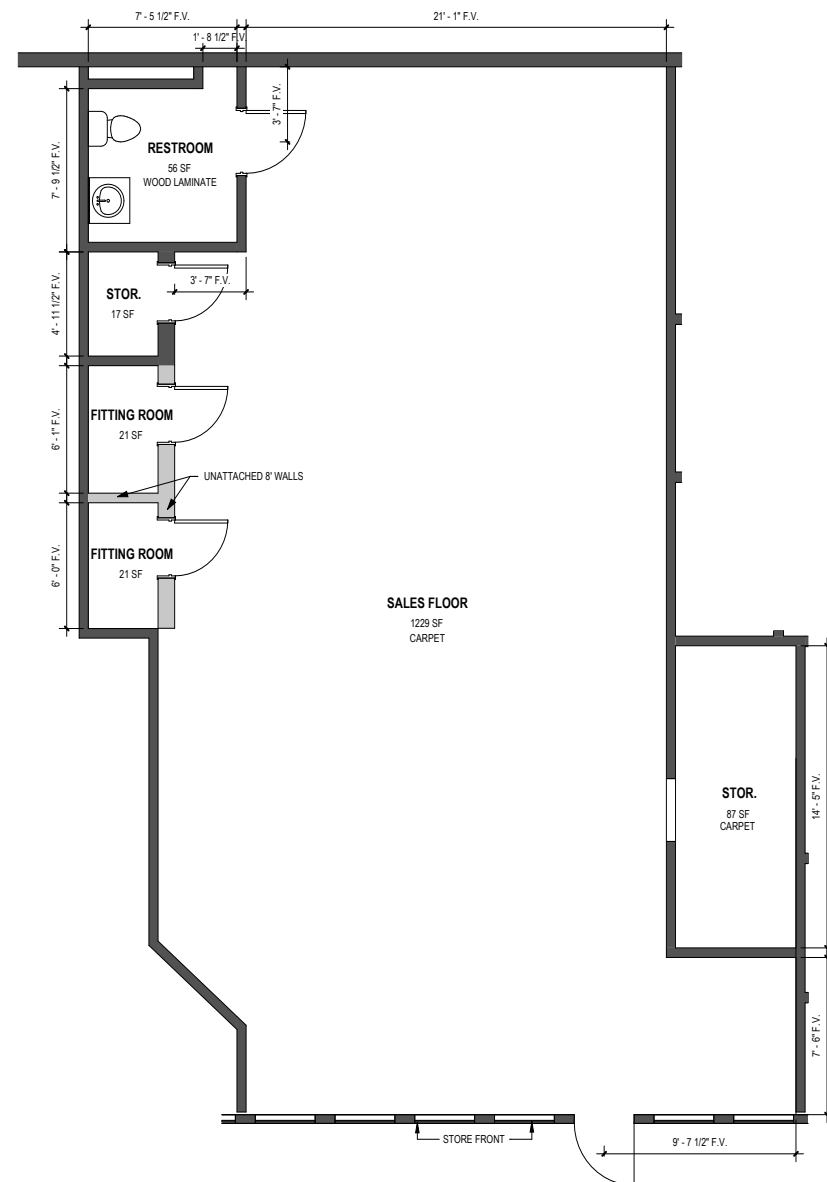 7' - 5 1/2" F.V.
21' - 1" F.V.
1' - 8 1/2" F.V.
3' - 7" F.V.
7' - 9 1/2" F.V.
RESTROOM
56 SF
WOOD LAMINATE
3' - 7" F.V.
4' - 11 1/2" F.V.
STOR.
17 SF
6' - 1" F.V.
FITTING ROOM
21 SF
UNATTACHED 8' WALLS
6' - 0" F.V.
FITTING ROOM
21 SF
SALES FLOOR
1229 SF
CARPET
STOR.
87 SF
CARPET
14' - 5" F.V.
7' - 6" F.V.
STORE FRONT
9' - 7 1/2" F.V.